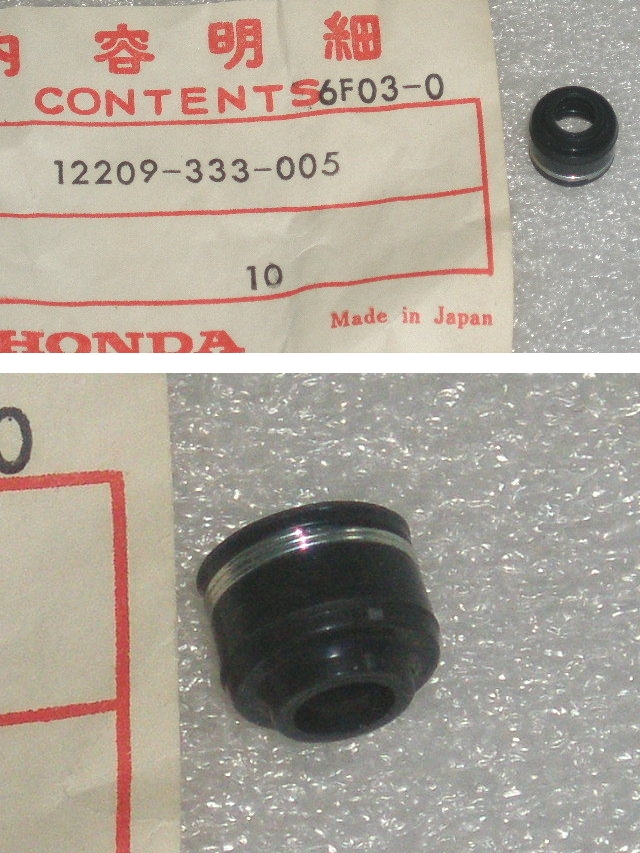 内容明細
CONTENTS 6F03-0
12209-333-005
10
HONDA
Made in Japan
0